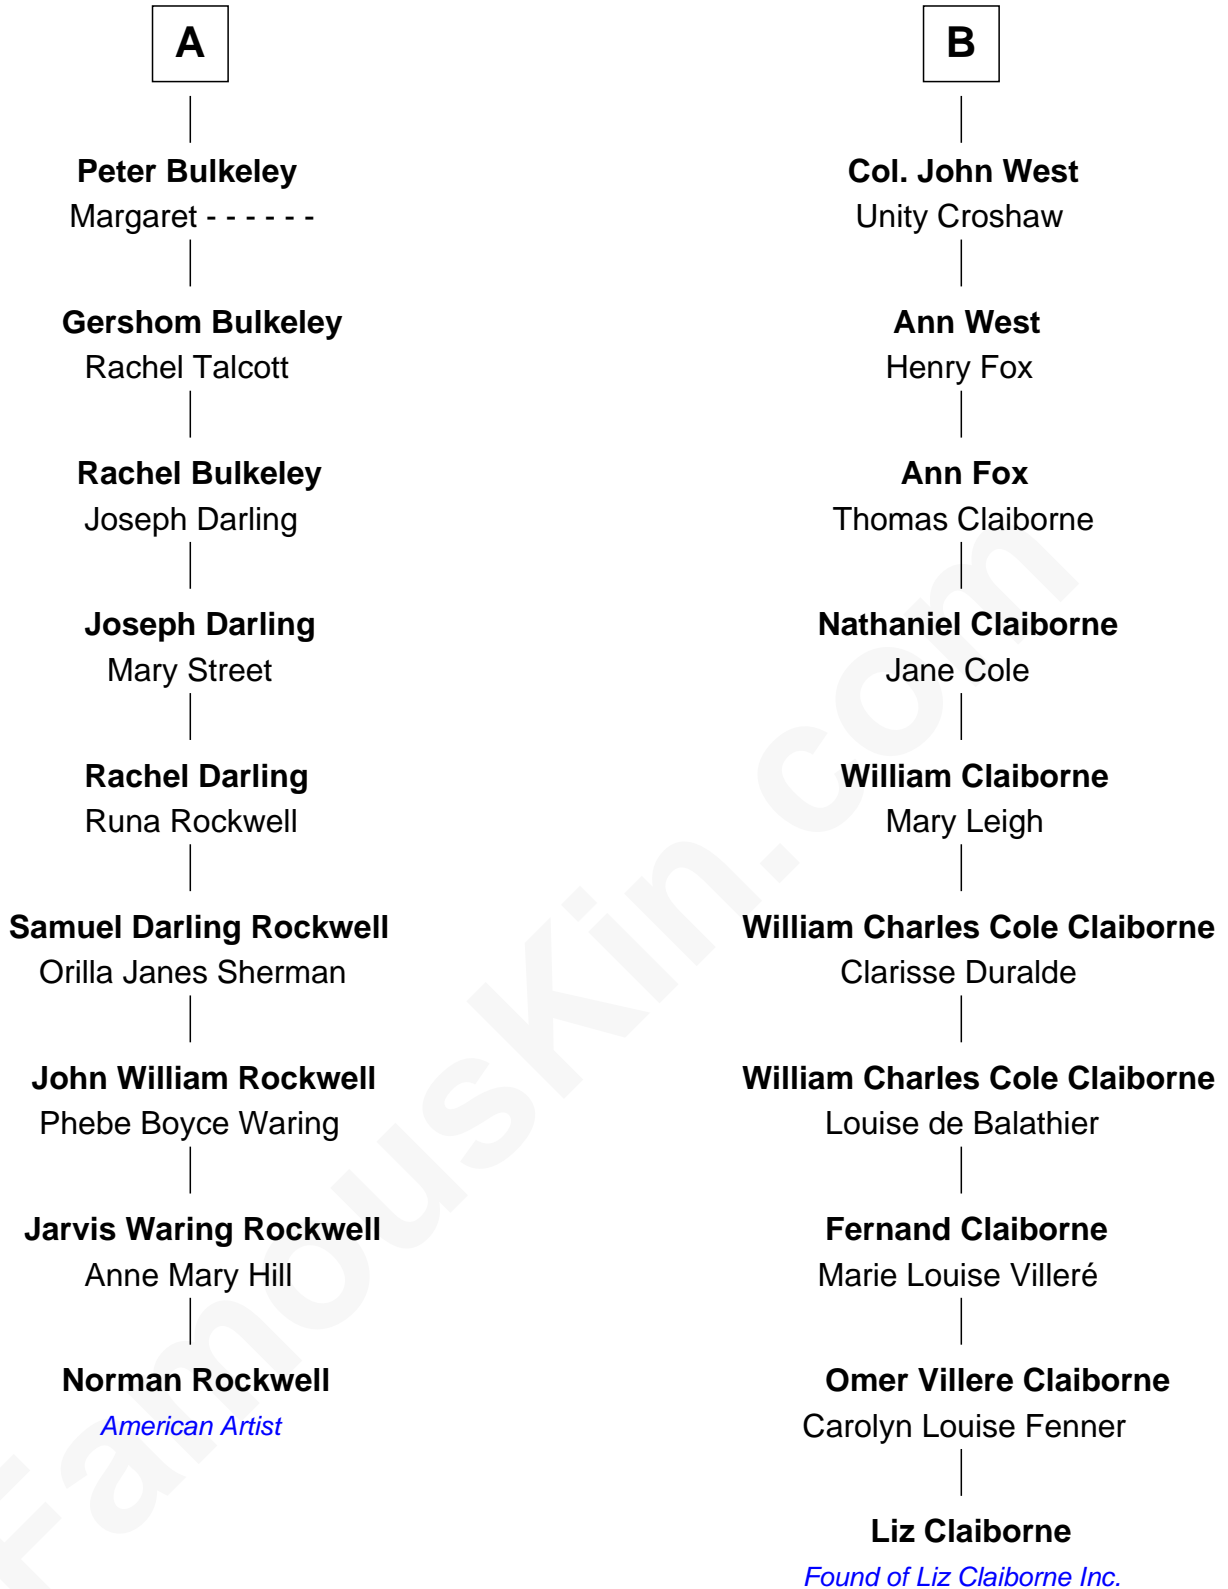 A
Peter Bulkeley
Margaret - - - - - -
Gershom Bulkeley
Rachel Talcott
Rachel Bulkeley
Joseph Darling
Joseph Darling
Mary Street
Rachel Darling
Runa Rockwell
Samuel Darling Rockwell
Orilla Janes Sherman
John William Rockwell
Phebe Boyce Waring
Jarvis Waring Rockwell
Anne Mary Hill
Norman Rockwell
American Artist
B
Col. John West
Unity Croshaw
Ann West
Henry Fox
Ann Fox
Thomas Claiborne
Nathaniel Claiborne
Jane Cole
William Claiborne
Mary Leigh
William Charles Cole Claiborne
Clarisse Duralde
William Charles Cole Claiborne
Louise de Balathier
Fernand Claiborne
Marie Louise Villeré
Omer Villere Claiborne
Carolyn Louise Fenner
Liz Claiborne
Found of Liz Claiborne Inc.
FamousKin.com